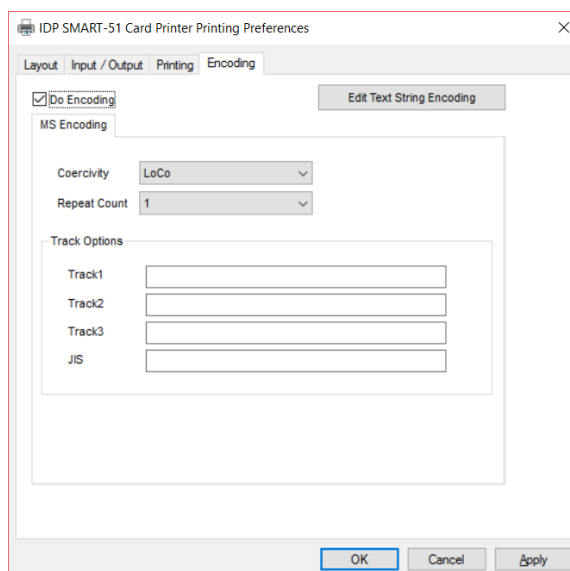 IDP SMART-51 Card Printer Printing Preferences
Layout Input / Output Printing Encoding
Do Encoding Edit Text String Encoding
MS Encoding
Coercivity LoCo
Repeat Count 1
Track Options
Track1
Track2
Track3
JIS
OK Cancel Apply